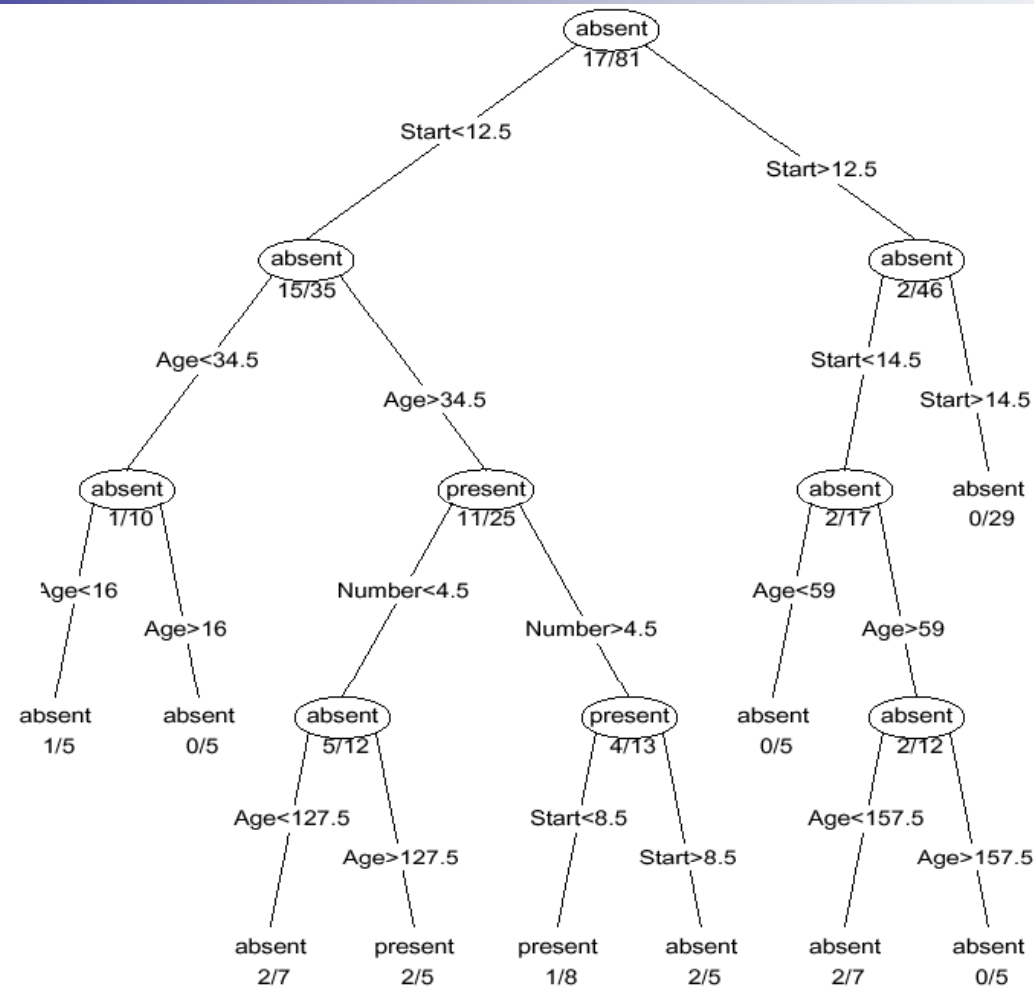 absent
17/81
Start<12.5
Start>12.5
absent
15/35
absent
2/46
Age<34.5
Age>34.5
Start<14.5
Start>14.5
absent
1/10
present
11/25
absent
2/17
absent
0/29
Age<16
Age>16
Number<4.5
Number>4.5
Age<59
Age>59
absent
1/5
absent
0/5
absent
5/12
present
4/13
absent
0/5
absent
2/12
Age<127.5
Age>127.5
Start<8.5
Start>8.5
Age<157.5
Age>157.5
absent
2/7
present
2/5
present
1/8
absent
2/5
absent
2/7
absent
0/5